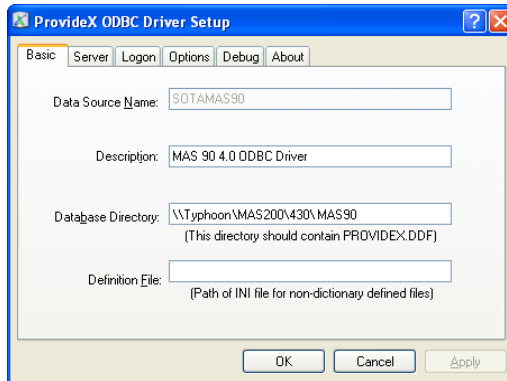 ProvideX ODBC Driver Setup
Basic Server Logon Options Debug About
Data Source Name: SOTAMAS90
Description: MAS 90 4.0 ODBC Driver
Database Directory: \\Typhoon\MAS200\430\MAS90
(This directory should contain PROVIDEX.DDF)
Definition File:
(Path of INI file for non-dictionary defined files)
OK Cancel Apply